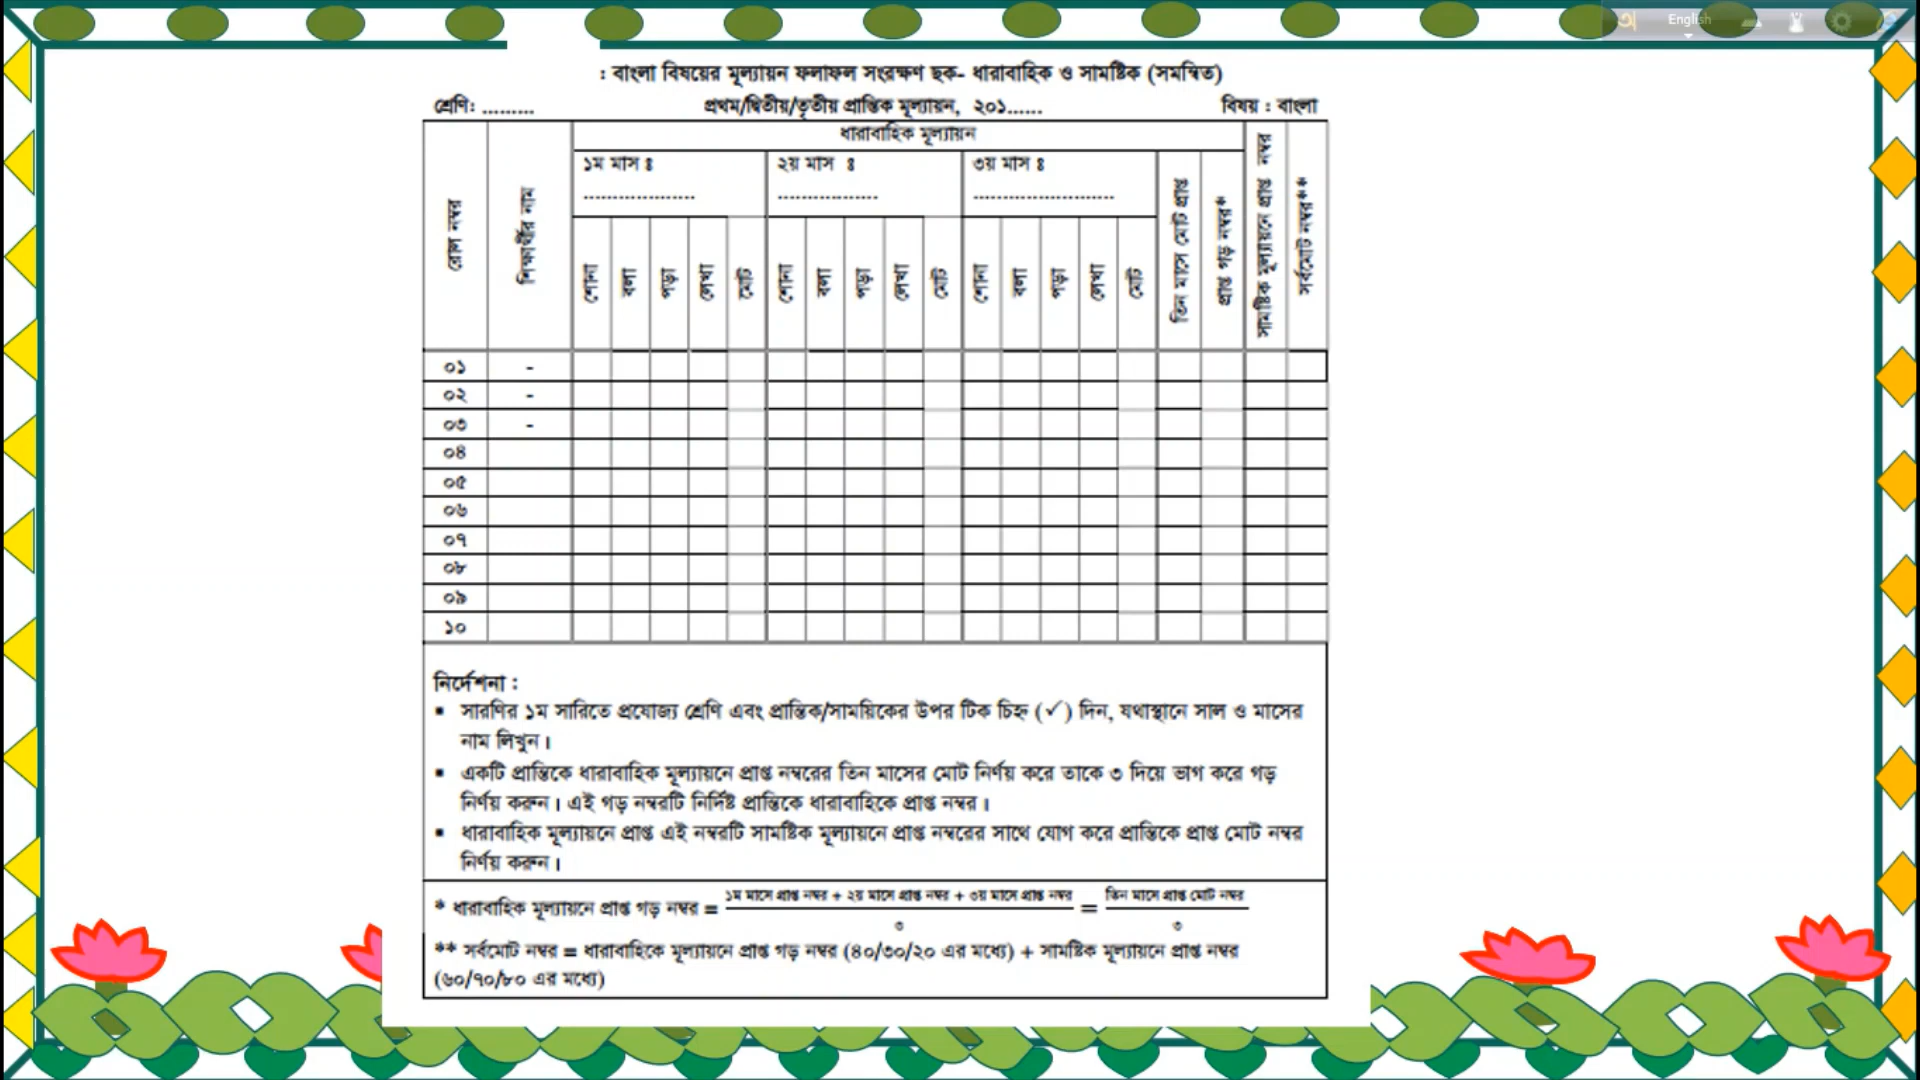 English
: বাংলা বিষয়ের মূল্যায়ন ফলাফল সংরক্ষণ ছক- ধারাবাহিক ও সামষ্টিক (সমন্বিত)
শ্রেণি: .........
প্রথম/দ্বিতীয়/তৃতীয় প্রান্তিক মূল্যায়ন, ২০১......
বিষয় : বাংলা
রোল নম্বর
শিক্ষার্থীর নাম
ধারাবাহিক মূল্যায়ন
১ম মাস ঃ
...................
২য় মাস ঃ
.................
৩য় মাস ঃ
........................
শোনা বলা পড়া লেখা মোট শোনা বলা পড়া লেখা মোট শোনা বলা পড়া লেখা মোট
তিন মাসে মোট প্রাপ্ত
প্রাপ্ত গড় নম্বর*
সামষ্টিক মূল্যায়নে প্রাপ্ত নম্বর
সর্বমোট নম্বর**
০১ -
০২ -
০৩ -
০৪
০৫
০৬
০৭
০৮
০৯
১০
নির্দেশনা :
▪ সারণির ১ম সারিতে প্রযোজ্য শ্রেণি এবং প্রান্তিক/সাময়িকের উপর টিক চিহ্ন (✓) দিন, যথাস্থানে সাল ও মাসের
নাম লিখুন।
▪ একটি প্রান্তিকে ধারাবাহিক মূল্যায়নে প্রাপ্ত নম্বরের তিন মাসের মোট নির্ণয় করে তাকে ৩ দিয়ে ভাগ করে গড়
নির্ণয় করুন। এই গড় নম্বরটি নির্দিষ্ট প্রান্তিকে ধারাবাহিকে প্রাপ্ত নম্বর।
▪ ধারাবাহিক মূল্যায়নে প্রাপ্ত এই নম্বরটি সামষ্টিক মূল্যায়নে প্রাপ্ত নম্বরের সাথে যোগ করে প্রান্তিকে প্রাপ্ত মোট নম্বর
নির্ণয় করুন।
১ম মাসে প্রাপ্ত নম্বর + ২য় মাসে প্রাপ্ত নম্বর + ৩য় মাসে প্রাপ্ত নম্বর তিন মাসে প্রাপ্ত মোট নম্বর
* ধারাবাহিক মূল্যায়নে প্রাপ্ত গড় নম্বর = =
৩ ৩
** সর্বমোট নম্বর = ধারাবাহিকে মূল্যায়নে প্রাপ্ত গড় নম্বর (৪০/৩০/২০ এর মধ্যে) + সামষ্টিক মূল্যায়নে প্রাপ্ত নম্বর
(৬০/৭০/৮০ এর মধ্যে)